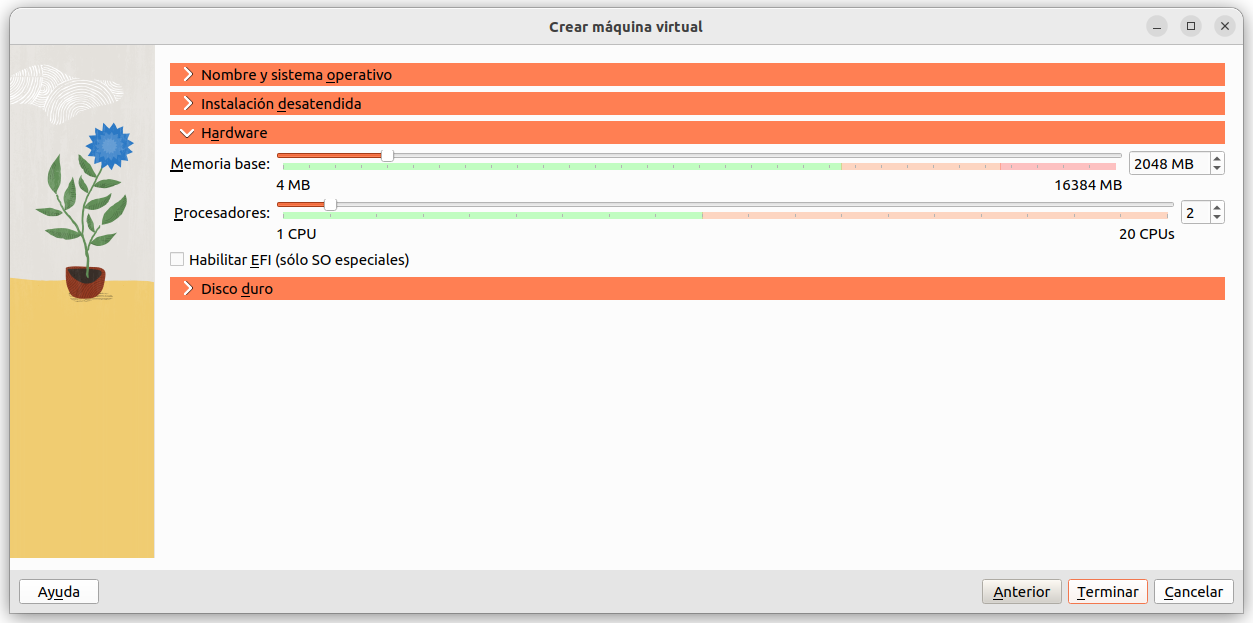 Crear máquina virtual
Nombre y sistema operativo
Instalación desatendida
Hardware
Memoria base: 2048 MB
4 MB 16384 MB
Procesadores: 2
1 CPU 20 CPUs
Habilitar EFI (sólo SO especiales)
Disco duro
Ayuda Anterior Terminar Cancelar